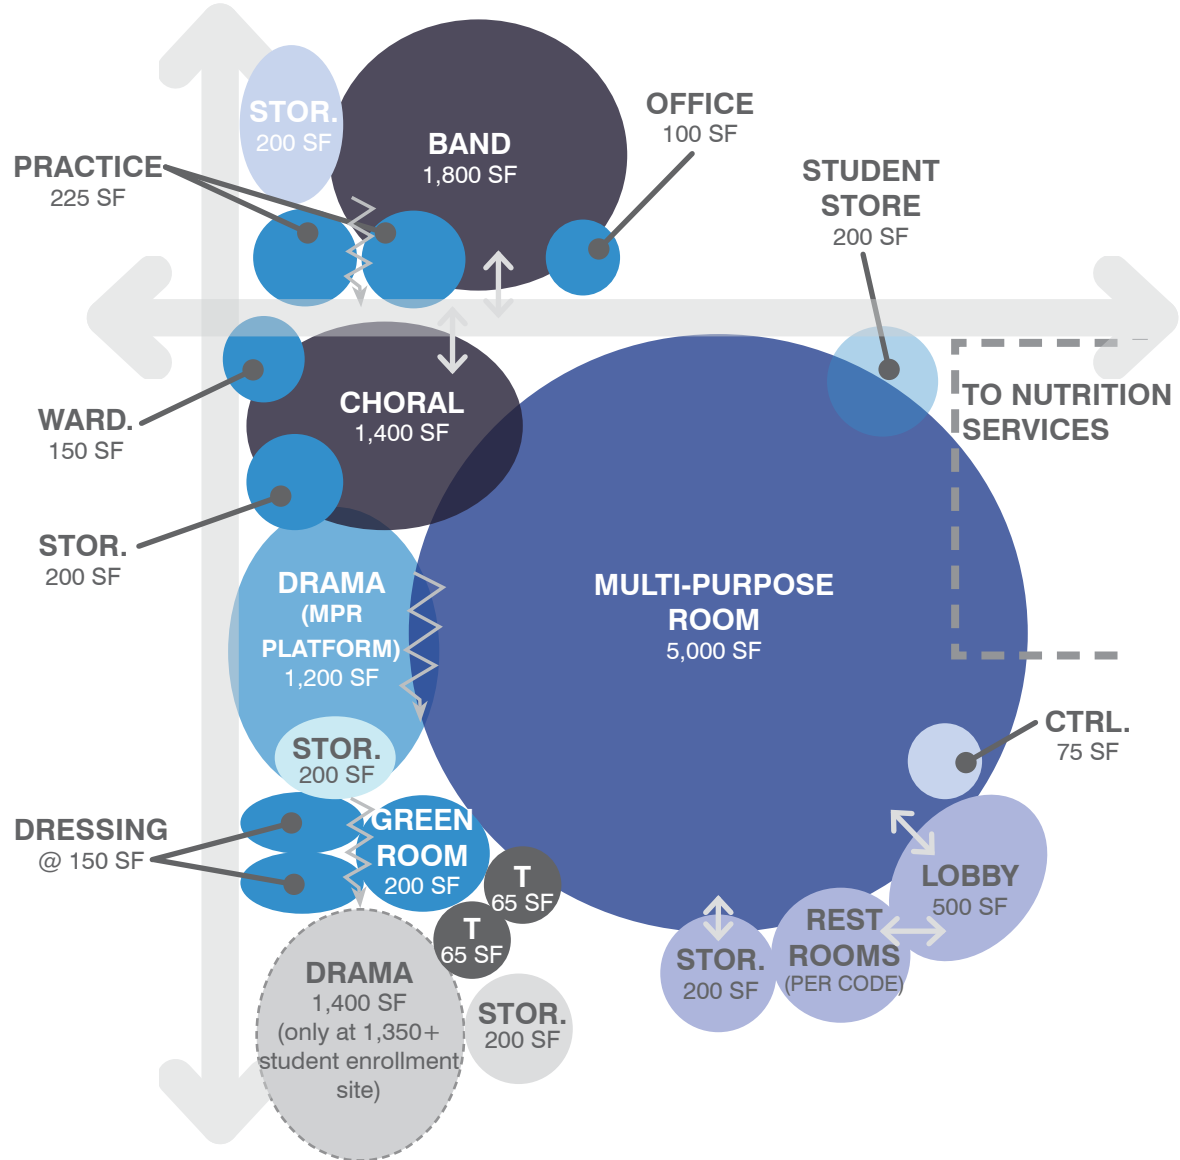 STOR.
200 SF
BAND
1,800 SF
OFFICE
100 SF
PRACTICE
225 SF
STUDENT
STORE
200 SF
WARD.
150 SF
CHORAL
1,400 SF
TO NUTRITION
SERVICES
STOR.
200 SF
DRAMA
(MPR
PLATFORM)
1,200 SF
MULTI-PURPOSE
ROOM
5,000 SF
STOR.
200 SF
CTRL.
75 SF
DRESSING
@ 150 SF
GREEN
ROOM
200 SF
T
65 SF
T
65 SF
LOBBY
500 SF
REST
ROOMS
(PER CODE)
STOR.
200 SF
DRAMA
1,400 SF
(only at 1,350+
student enrollment
site)
STOR.
200 SF